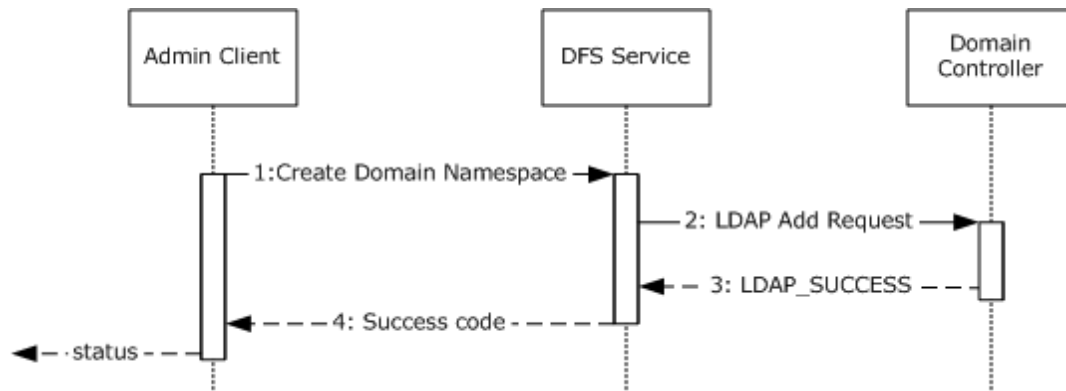 Admin Client
DFS Service
Domain
Controller
1:Create Domain Namespace
2: LDAP Add Request
3: LDAP_SUCCESS
4: Success code
status